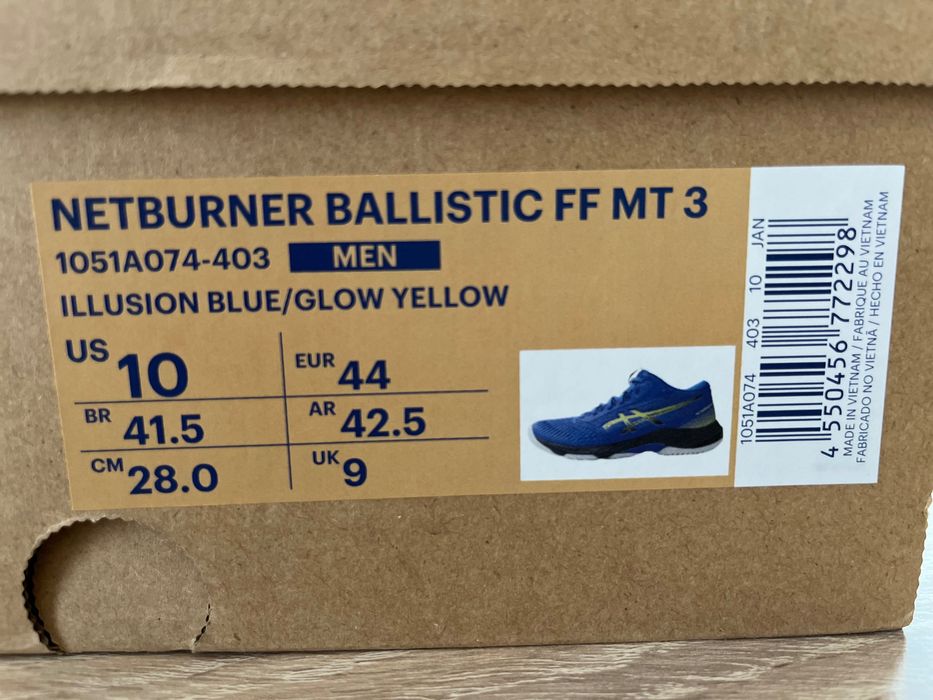 NETBURNER BALLISTIC FF MT 3
1051A074-403 MEN
ILLUSION BLUE/GLOW YELLOW
US 10
EUR 44
BR 41.5
AR 42.5
CM 28.0
UK 9
1051A074 403 10 JAN
4 550456 772298
MADE IN VIETNAM / FABRIQUE AU VIETNAM
FABRICADO NO VIETNÃ / HECHO EN VIETNAM